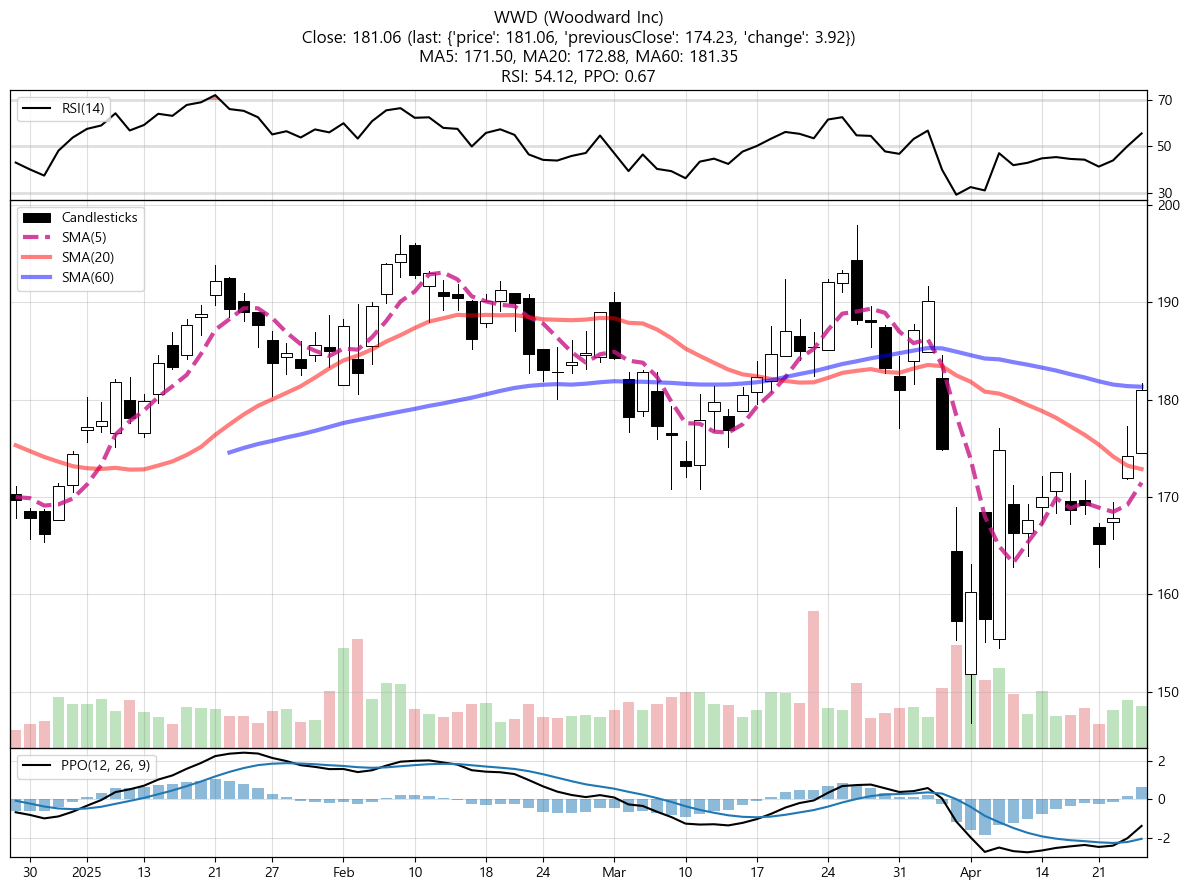 WWD (Woodward Inc)
Close: 181.06 (last: {'price': 181.06, 'previousClose': 174.23, 'change': 3.92})
MA5: 171.50, MA20: 172.88, MA60: 181.35
RSI: 54.12, PPO: 0.67
RSI(14)
70
50
30
Candlesticks
SMA(5)
SMA(20)
SMA(60)
200
190
180
170
160
150
PPO(12, 26, 9)
2
0
-2
30 2025 13 21 27 Feb 10 18 24 Mar 10 17 24 31 Apr 14 21